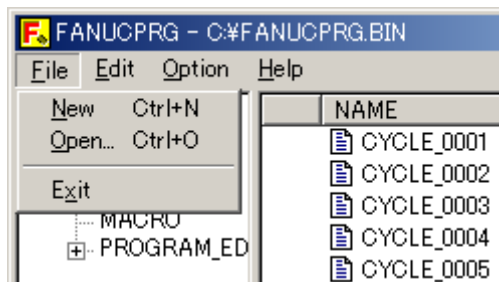 FANUCPRG - C:¥FANUCPRG.BIN
File Edit Option Help
New Ctrl+N
Open... Ctrl+O
Exit
MACRO
PROGRAM_ED
NAME
CYCLE_0001
CYCLE_0002
CYCLE_0003
CYCLE_0004
CYCLE_0005